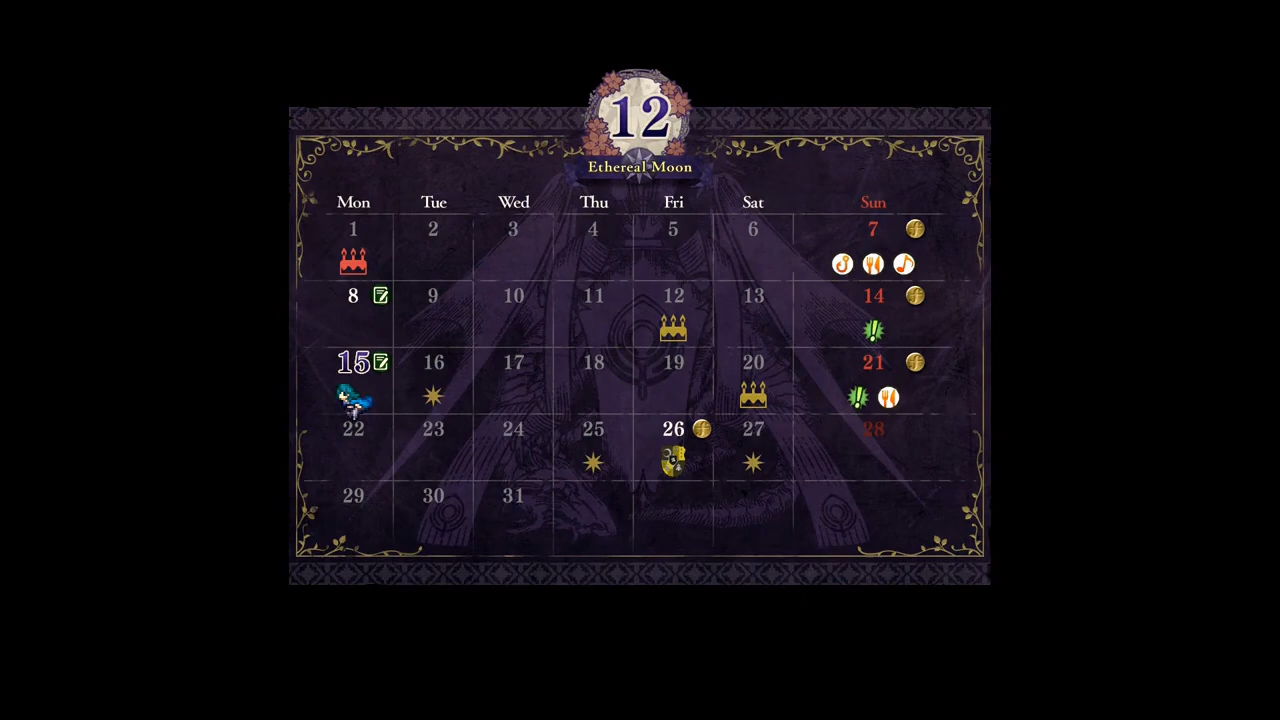 12
Ethereal Moon
Mon Tue Wed Thu Fri Sat Sun
1 2 3 4 5 6 7
8 9 10 11 12 13 14
15 16 17 18 19 20 21
22 23 24 25 26 27 28
29 30 31